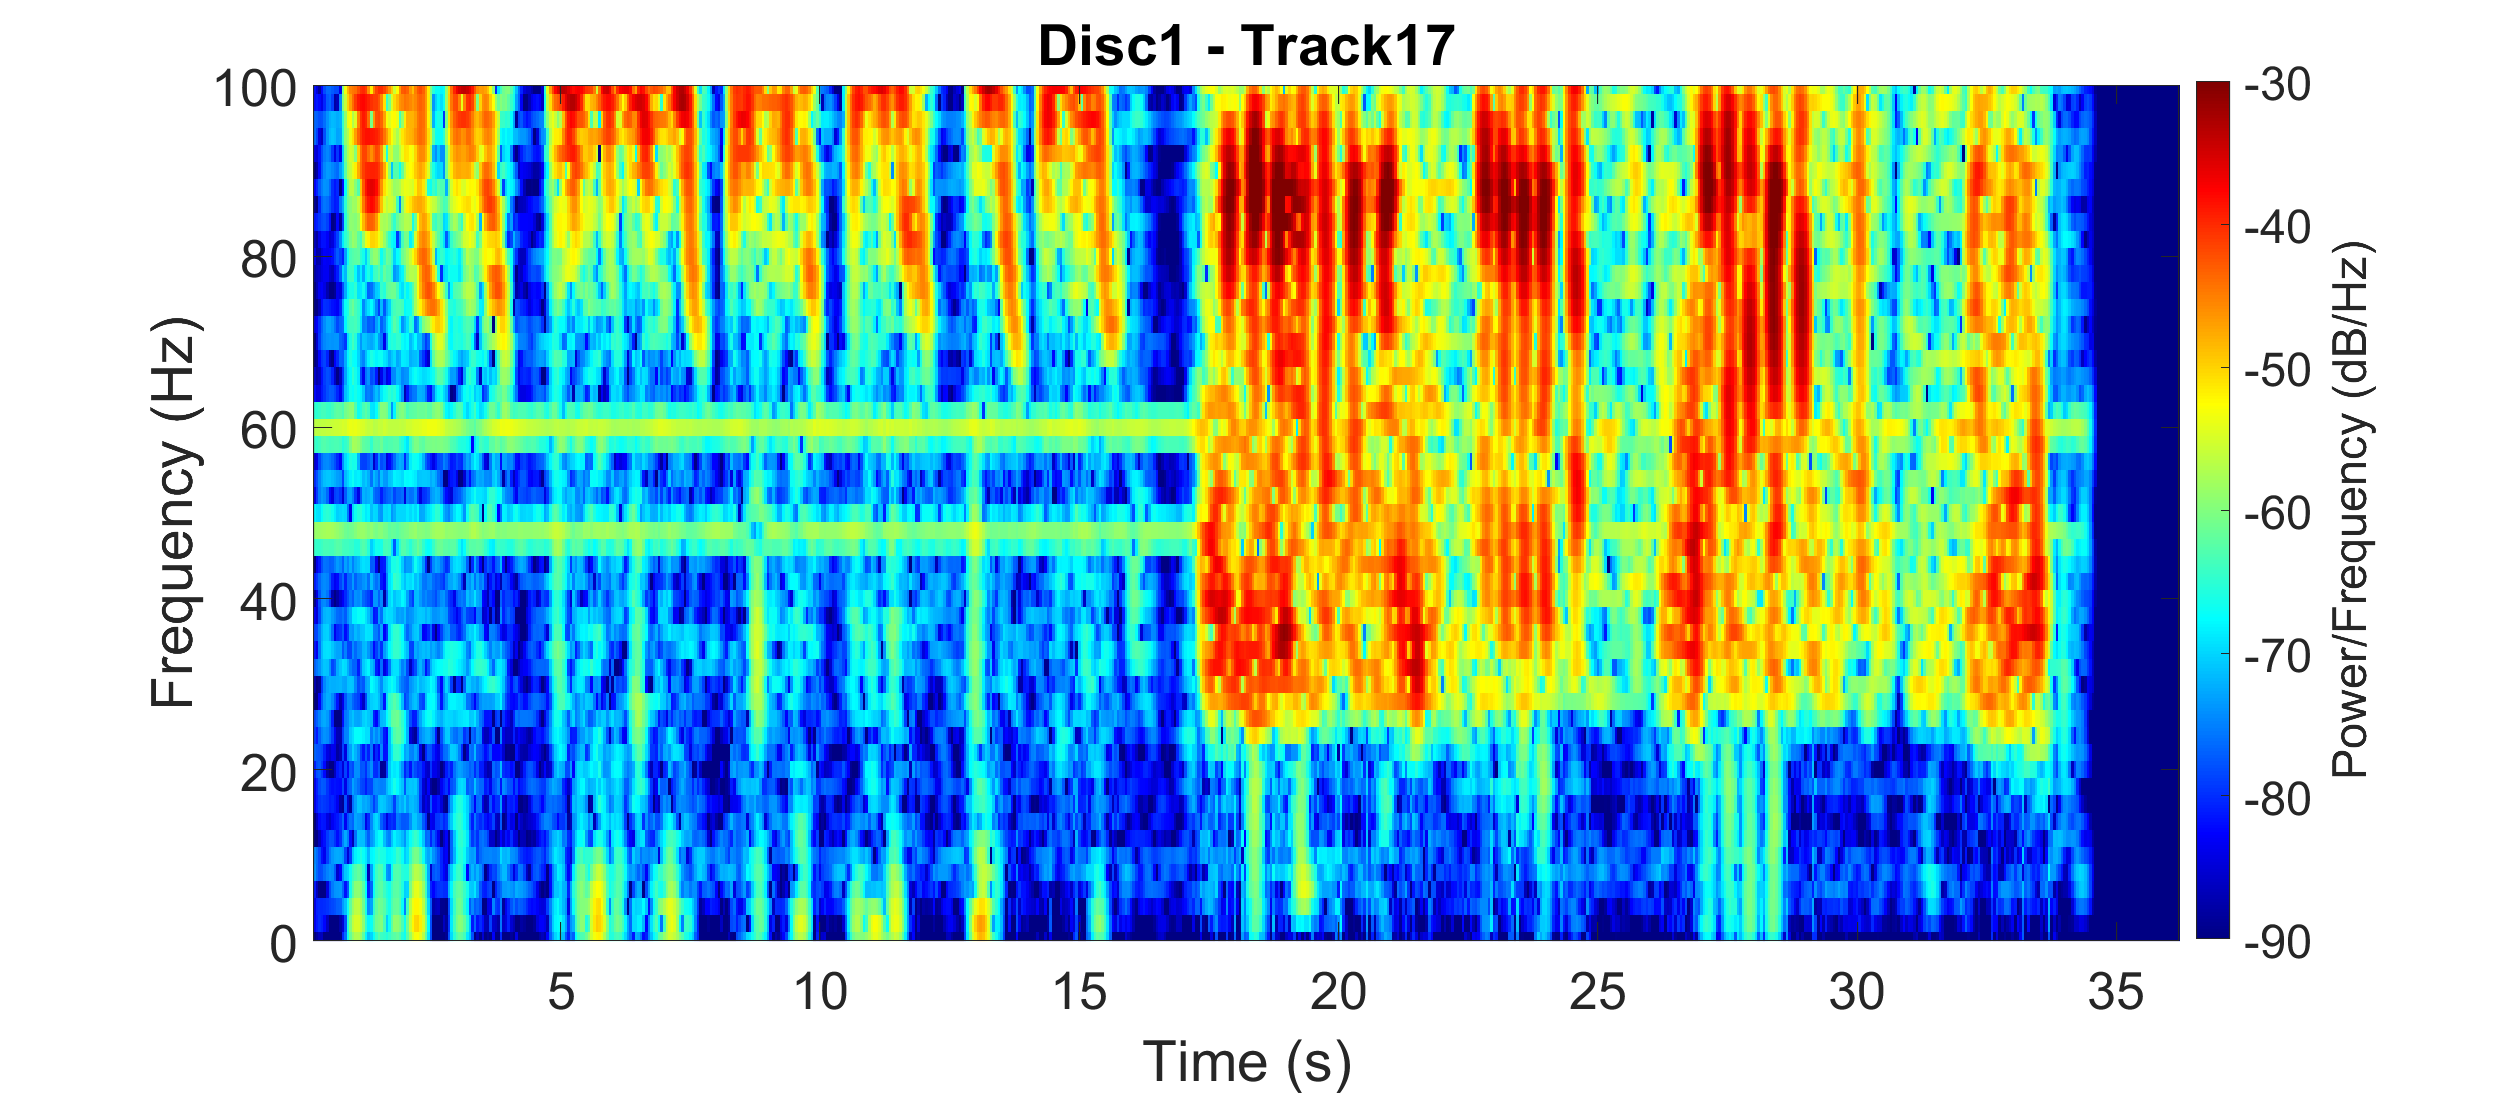 Disc1 - Track17
Frequency (Hz)
100
80
60
40
20
0
5 10 15 20 25 30 35
Time (s)
-30
-40
-50
-60
-70
-80
-90
Power/Frequency (dB/Hz)